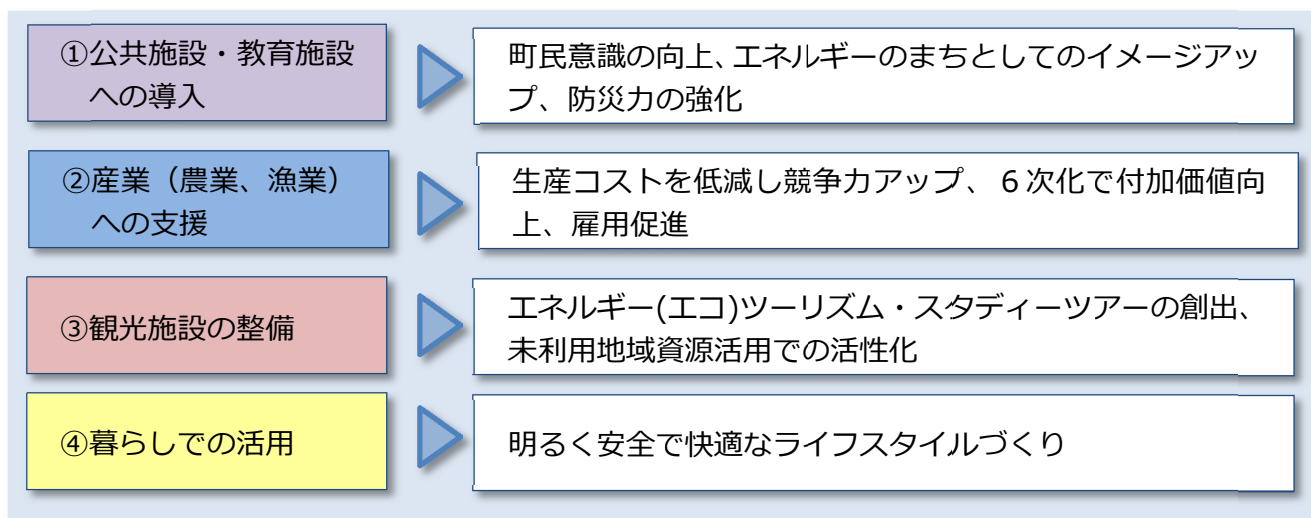 ①公共施設・教育施設
への導入
町民意識の向上、エネルギーのまちとしてのイメージアッ
プ、防災力の強化
②産業（農業、漁業）
への支援
生産コストを低減し競争力アップ、６次化で付加価値向
上、雇用促進
③観光施設の整備
エネルギー(エコ)ツーリズム・スタディーツアーの創出、
未利用地域資源活用での活性化
④暮らしでの活用
明るく安全で快適なライフスタイルづくり